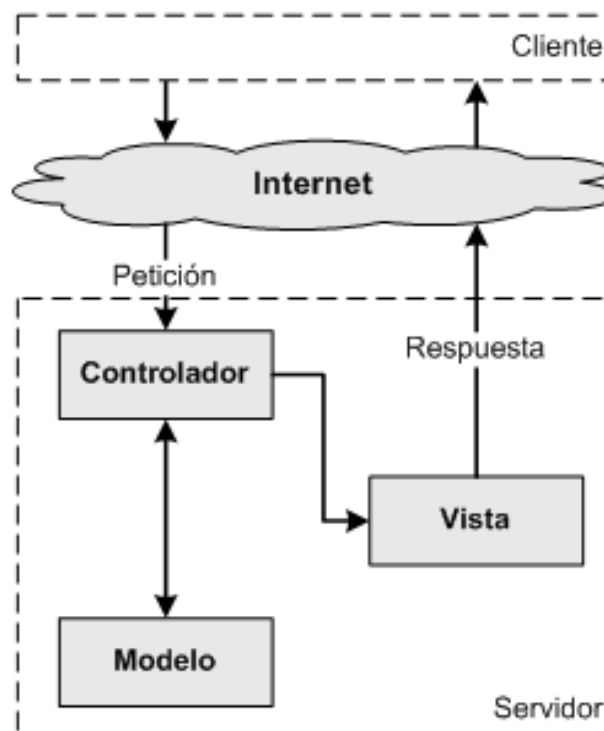 Cliente
Internet
Petición
Controlador
Respuesta
Vista
Modelo
Servidor